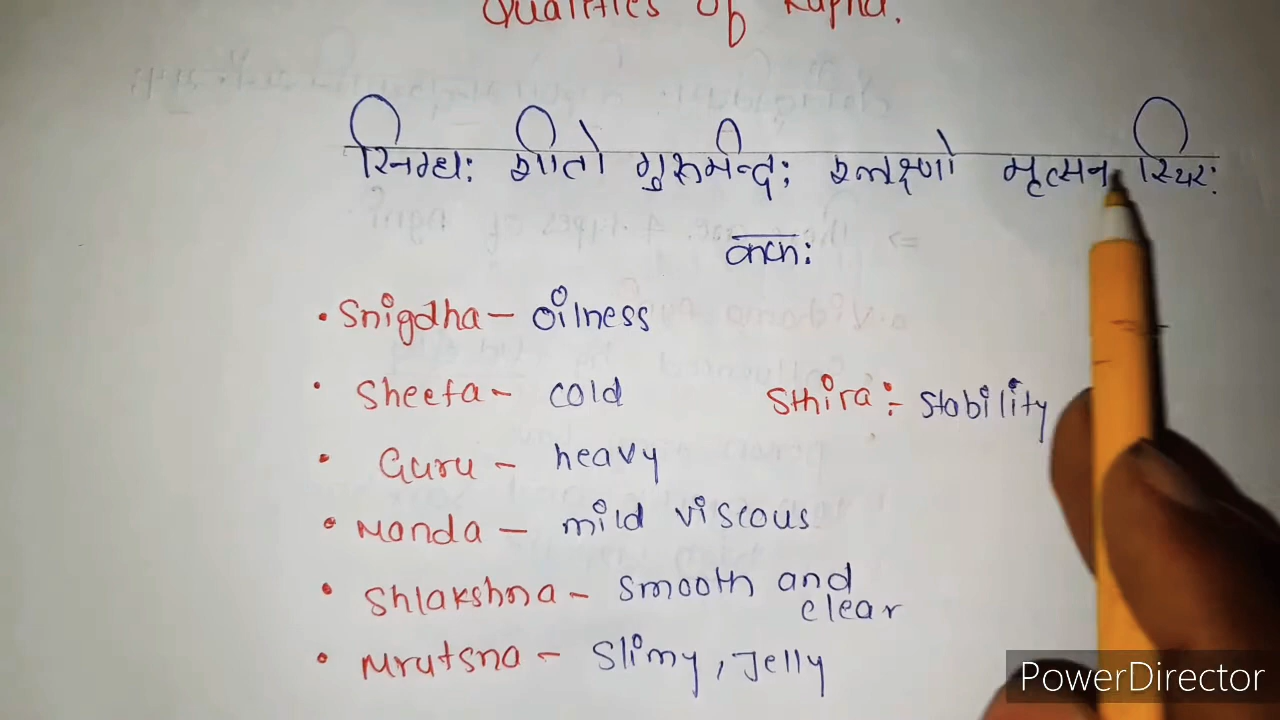 Qualities of Kapha.
स्निग्धः शीतो गुरूर्मन्दः श्लक्ष्णो मृत्सन स्थिरः
कफः
• Snigdha – oilness
• Sheeta – cold
Sthira :- Stability
• Guru – heavy
• Manda – mild viscous
• Shlakshna – smooth and
clear
• Mrutsna – Slimy, Jelly
PowerDirector